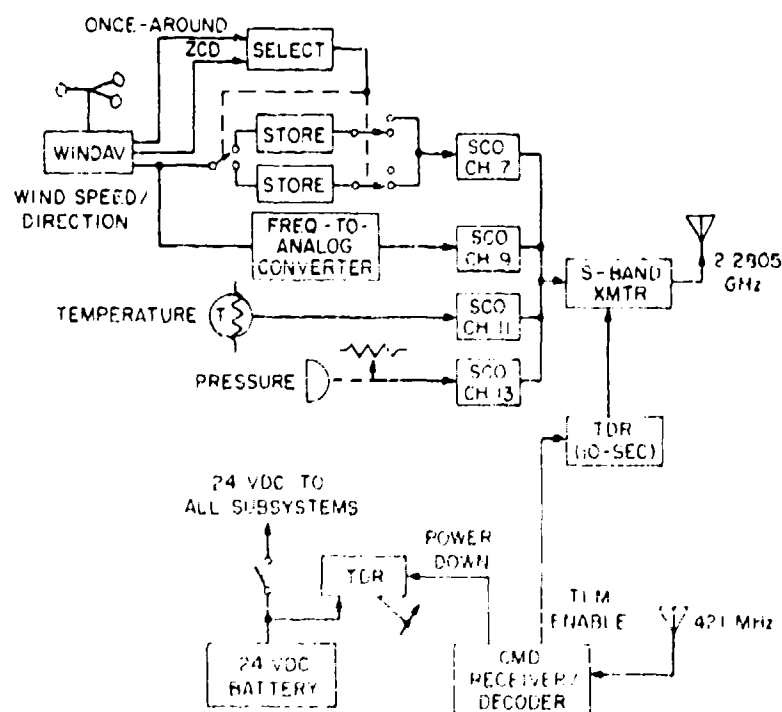 ONCE-AROUND
ZCD
SELECT
STORE
WINDAV
STORE
SCO
CH 7
WIND SPEED/
DIRECTION
FREQ-TO-
ANALOG
CONVERTER
SCO
CH 9
S-BAND
XMTR
2 2805
GHz
TEMPERATURE
T
SCO
CH 11
PRESSURE
SCO
CH 13
TDR
(10-SEC)
24 VDC TO
ALL SUBSYSTEMS
POWER
DOWN
TDR
TLM
ENABLE
421 MHz
24 VDC
BATTERY
CMD
RECEIVER/
DECODER